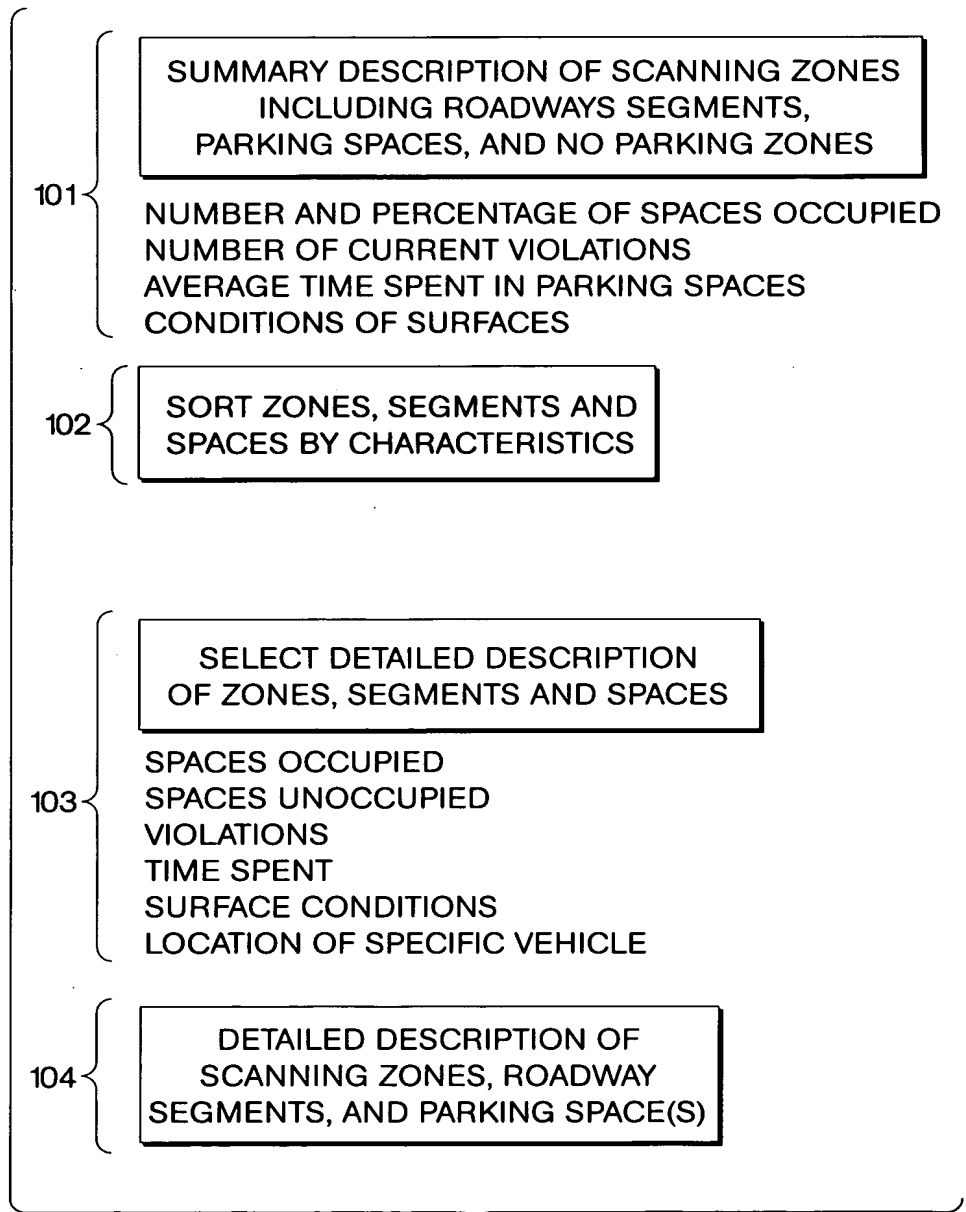 101
SUMMARY DESCRIPTION OF SCANNING ZONES
INCLUDING ROADWAYS SEGMENTS,
PARKING SPACES, AND NO PARKING ZONES
NUMBER AND PERCENTAGE OF SPACES OCCUPIED
NUMBER OF CURRENT VIOLATIONS
AVERAGE TIME SPENT IN PARKING SPACES
CONDITIONS OF SURFACES
102
SORT ZONES, SEGMENTS AND
SPACES BY CHARACTERISTICS
103
SELECT DETAILED DESCRIPTION
OF ZONES, SEGMENTS AND SPACES
SPACES OCCUPIED
SPACES UNOCCUPIED
VIOLATIONS
TIME SPENT
SURFACE CONDITIONS
LOCATION OF SPECIFIC VEHICLE
104
DETAILED DESCRIPTION OF
SCANNING ZONES, ROADWAY
SEGMENTS, AND PARKING SPACE(S)